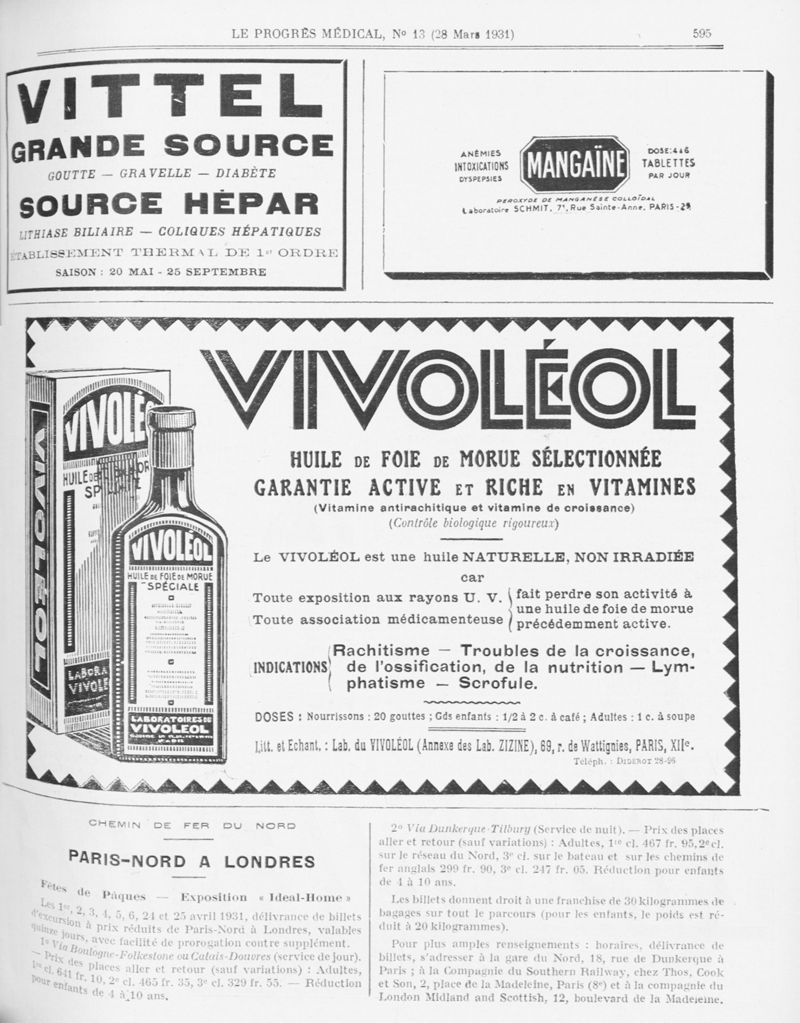 LE PROGRÈS MÉDICAL, No 13 (28 Mars 1931)
595
VITTEL
GRANDE SOURCE
GOUTTE — GRAVELLE — DIABÈTE
SOURCE HÉPAR
LITHIASE BILIAIRE — COLIQUES HÉPATIQUES
ÉTABLISSEMENT THERMAL DE 1er ORDRE
SAISON : 20 MAI - 25 SEPTEMBRE
ANÉMIES
INTOXICATIONS
DYSPEPSIES
MANGAÏNE
DOSE: 4 à 6
TABLETTES
PAR JOUR
PEROXYDE DE MANGANÈSE COLLOÏDAL
Laboratoire SCHMIT, 71, Rue Sainte-Anne, PARIS-2e
VIVOLÉOL
HUILE DE FOIE DE MORUE SÉLECTIONNÉE
GARANTIE ACTIVE ET RICHE EN VITAMINES
(Vitamine antirachitique et vitamine de croissance)
(Contrôle biologique rigoureux)
Le VIVOLÉOL est une huile NATURELLE, NON IRRADIÉE
car
Toute exposition aux rayons U. V.
Toute association médicamenteuse
fait perdre son activité à
une huile de foie de morue
précédemment active.
INDICATIONS
Rachitisme — Troubles de la croissance,
de l'ossification, de la nutrition — Lym-
phatisme — Scrofule.
DOSES : Nourrissons : 20 gouttes ; Gds enfants : 1/2 à 2 c. à café ; Adultes : 1 c. à soupe
Litt. et Echant. : Lab. du VIVOLÉOL (Annexe des Lab. ZIZINE), 69, r. de Wattignies, PARIS, XIIe.
Téléph. : DIDEROT 28-96
VIVOLÉ
HUILE DE
VIVOLÉOL
LABORA
VIVOLE
VIVOLÉOL
HUILE DE FOIE DE MORUE
SPÉCIALE
LABORATOIRES DU
VIVOLEOL
CHEMIN DE FER DU NORD
PARIS-NORD A LONDRES
Fêtes de Pâques — Exposition « Ideal-Home »
Les 1er, 2, 3, 4, 5, 6, 24 et 25 avril 1931, délivrance de billets
d'excursion à prix réduits de Paris-Nord à Londres, valables
quinze jours, avec facilité de prorogation contre supplément.
1o Via Boulogne-Folkestone ou Calais-Douvres (service de jour).
— Prix des places aller et retour (sauf variations) : Adultes,
1re cl. 641 fr. 10, 2e cl. 465 fr. 35, 3e cl. 329 fr. 55. — Réduction
pour enfants de 4 à 10 ans.
2o Via Dunkerque-Tilbury (Service de nuit). — Prix des places
aller et retour (sauf variations) : Adultes, 1re cl. 467 fr. 95, 2e cl.
sur le réseau du Nord, 3e cl. sur le bateau et sur les chemins de
fer anglais 299 fr. 90, 3e cl. 247 fr. 05. Réduction pour enfants
de 4 à 10 ans.
Les billets donnent droit à une franchise de 30 kilogrammes de
bagages sur tout le parcours (pour les enfants, le poids est ré-
duit à 20 kilogrammes).
Pour plus amples renseignements : horaires, délivrance de
billets, s'adresser à la gare du Nord, 18, rue de Dunkerque à
Paris ; à la Compagnie du Southern Railway, chez Thos, Cook
et Son, 2, place de la Madeleine, Paris (8e) et à la compagnie du
London Midland and Scottish, 12, boulevard de la Madeleine.